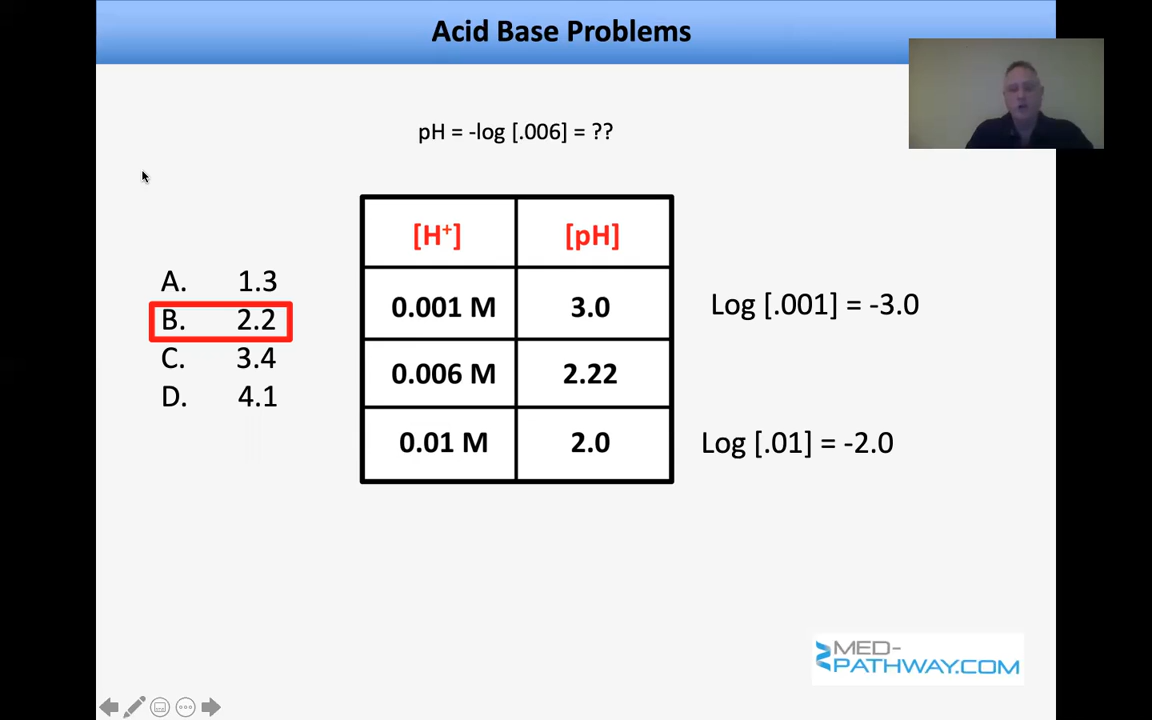 Acid Base Problems
pH = -log [.006] = ??
A. 1.3
B. 2.2
C. 3.4
D. 4.1
[H⁺] [pH]
0.001 M 3.0
0.006 M 2.22
0.01 M 2.0
Log [.001] = -3.0
Log [.01] = -2.0
MED-
PATHWAY.COM